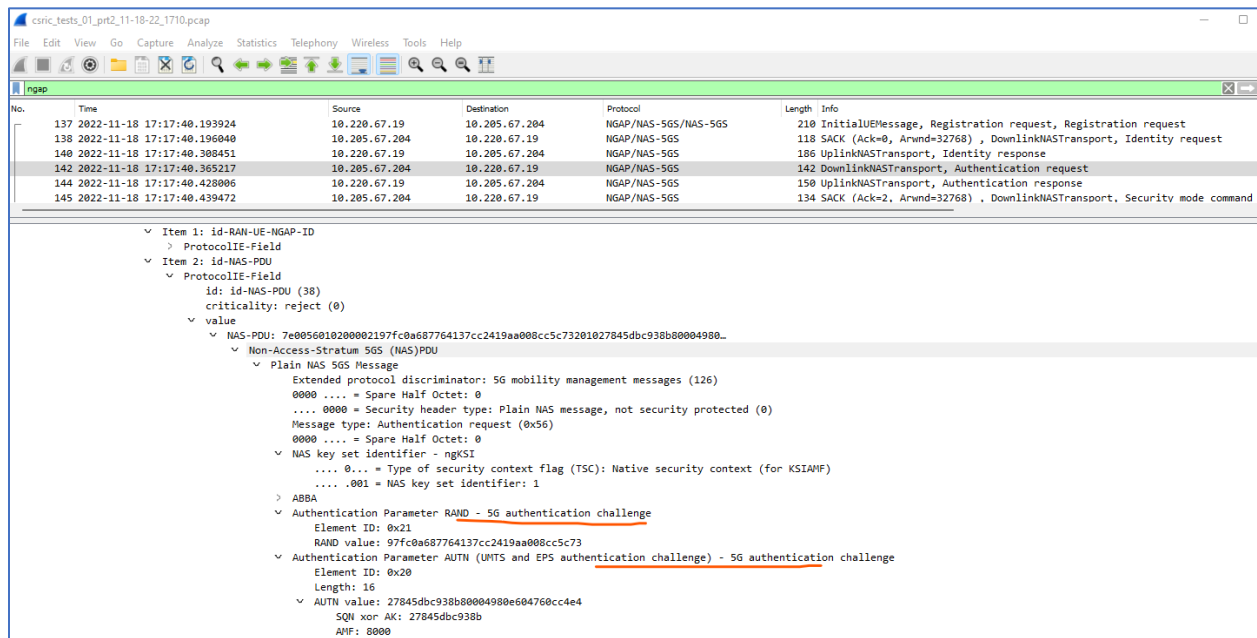 csric_tests_01_prt2_11-18-22_1710.pcap
File Edit View Go Capture Analyze Statistics Telephony Wireless Tools Help
ngap
No. Time Source Destination Protocol Length Info
137 2022-11-18 17:17:40.193924 10.220.67.19 10.205.67.204 NGAP/NAS-5GS/NAS-5GS 210 InitialUEMessage, Registration request, Registration request
138 2022-11-18 17:17:40.196040 10.205.67.204 10.220.67.19 NGAP/NAS-5GS 118 SACK (Ack=0, Arwnd=32768) , DownlinkNASTransport, Identity request
140 2022-11-18 17:17:40.308451 10.220.67.19 10.205.67.204 NGAP/NAS-5GS 186 UplinkNASTransport, Identity response
142 2022-11-18 17:17:40.365217 10.205.67.204 10.220.67.19 NGAP/NAS-5GS 142 DownlinkNASTransport, Authentication request
144 2022-11-18 17:17:40.428006 10.220.67.19 10.205.67.204 NGAP/NAS-5GS 150 UplinkNASTransport, Authentication response
145 2022-11-18 17:17:40.439472 10.205.67.204 10.220.67.19 NGAP/NAS-5GS 134 SACK (Ack=2, Arwnd=32768) , DownlinkNASTransport, Security mode command
Item 1: id-RAN-UE-NGAP-ID
ProtocolIE-Field
Item 2: id-NAS-PDU
ProtocolIE-Field
id: id-NAS-PDU (38)
criticality: reject (0)
value
NAS-PDU: 7e0056010200002197fc0a687764137cc2419aa008cc5c73201027845dbc938b80004980…
Non-Access-Stratum 5GS (NAS)PDU
Plain NAS 5GS Message
Extended protocol discriminator: 5G mobility management messages (126)
0000 .... = Spare Half Octet: 0
.... 0000 = Security header type: Plain NAS message, not security protected (0)
Message type: Authentication request (0x56)
0000 .... = Spare Half Octet: 0
NAS key set identifier - ngKSI
.... 0... = Type of security context flag (TSC): Native security context (for KSIAMF)
.... .001 = NAS key set identifier: 1
ABBA
Authentication Parameter RAND - 5G authentication challenge
Element ID: 0x21
RAND value: 97fc0a687764137cc2419aa008cc5c73
Authentication Parameter AUTN (UMTS and EPS authentication challenge) - 5G authentication challenge
Element ID: 0x20
Length: 16
AUTN value: 27845dbc938b80004980e604760cc4e4
SQN xor AK: 27845dbc938b
AMF: 8000